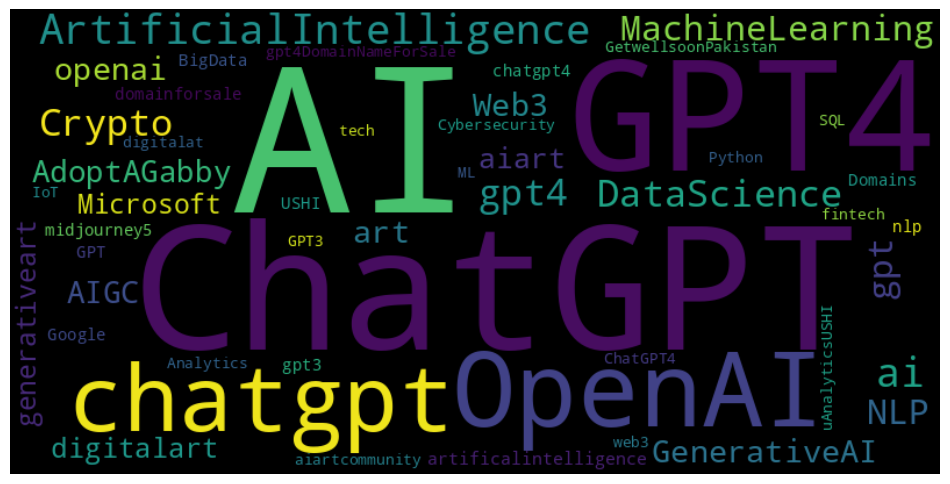 ArtificialIntelligence
MachineLearning
GetwellsoonPakistan
gpt4DomainNameForSale
BigData
openai
chatgpt4
AI
GPT4
domainforsale
Web3
Crypto
tech
Cybersecurity
SQL
digitalat
aiart
Python
AdoptAGabby
ML
Domains
IoT
gpt4
DataScience
Microsoft
USHI
fintech
midjourney5
GPT3
art
nlp
GPT
ChatGPT
gpt
generativeart
AIGC
Google
Analytics
gpt3
ChatGPT4
uAnalyticsUSHI
chatgpt
OpenAI
ai
NLP
digitalart
web3
GenerativeAI
aiartcommunity
artificalintelligence